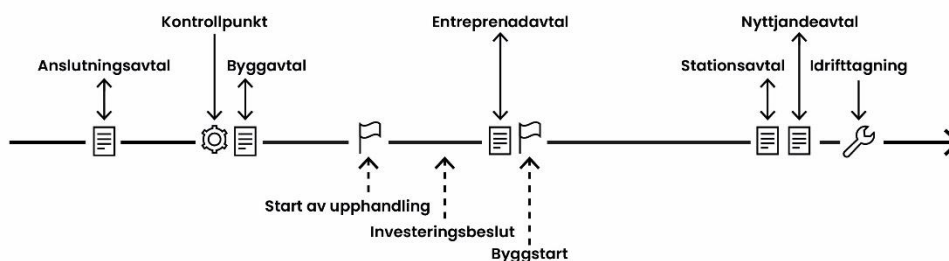 Kontrollpunkt
Entreprenadavtal
Nyttjandeavtal
Anslutningsavtal
Byggavtal
Stationsavtal
Idrifttagning
Start av upphandling
Investeringsbeslut
Byggstart